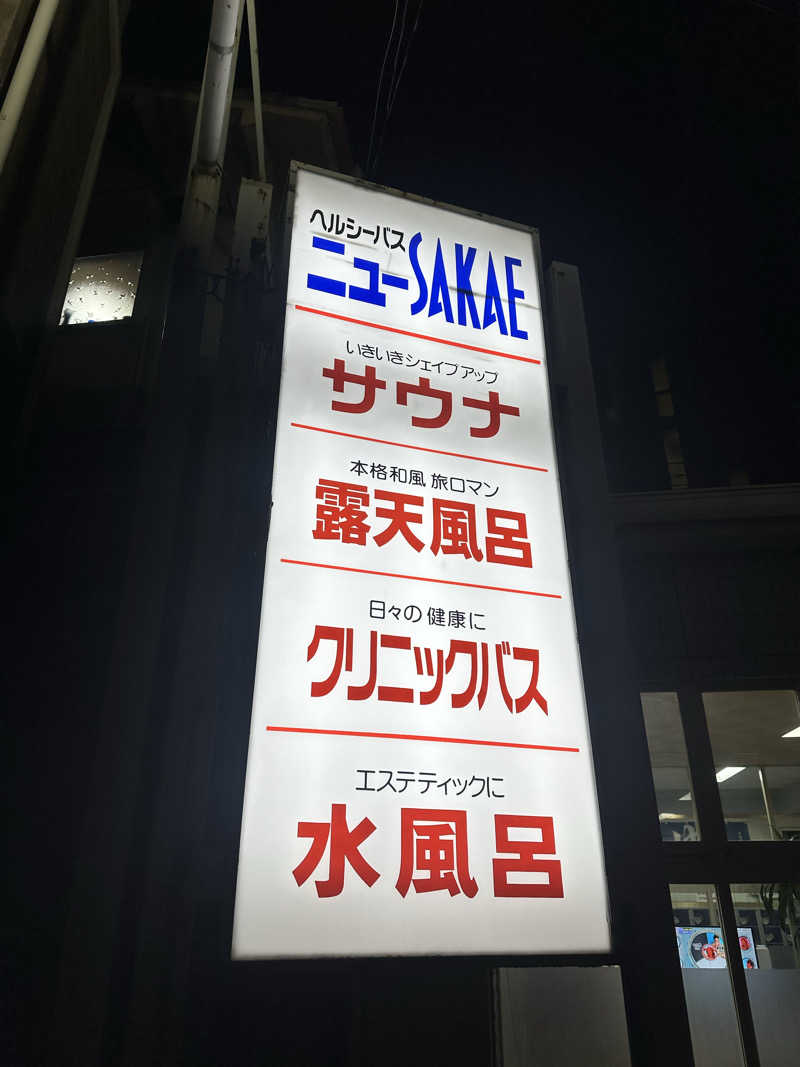 ヘルシーバス
ニューSAKAE
いきいきシェイプアップ
サウナ
本格和風 旅ロマン
露天風呂
日々の健康に
クリニックバス
エステティックに
水風呂